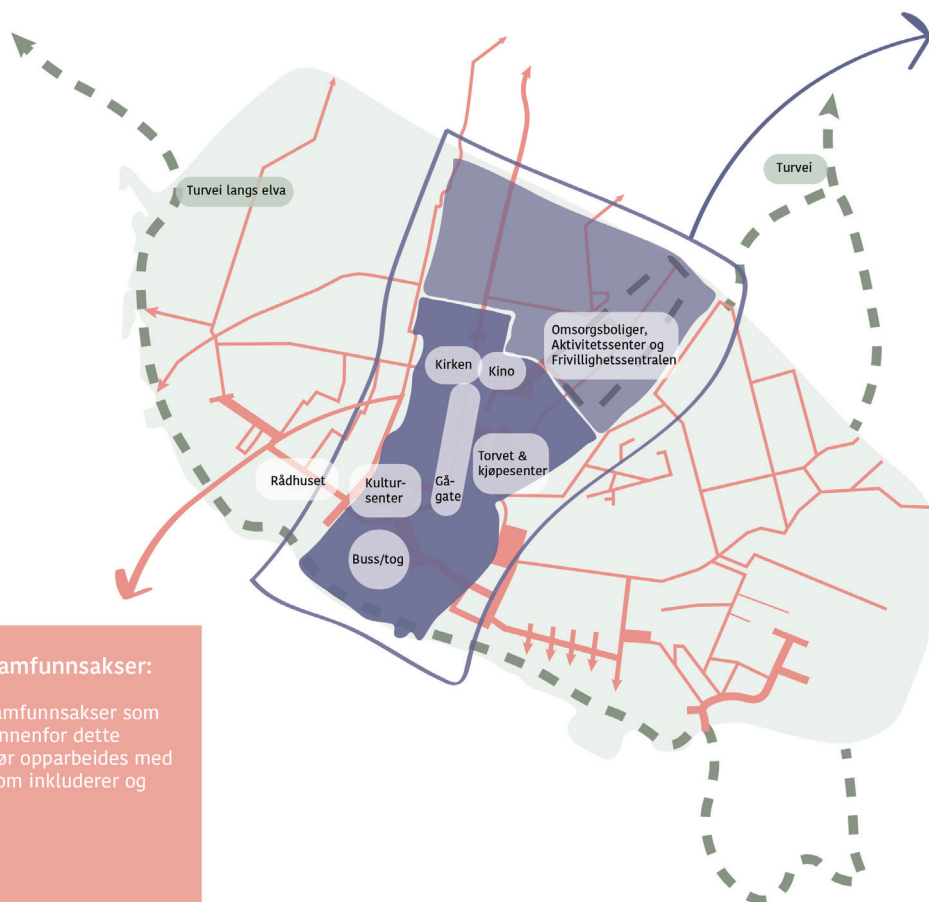 Turvei langs elva
Turvei
Omsorgsboliger,
Aktivitetssenter og
Frivillighetssentralen
Kirken
Kino
Torvet &
kjøpesenter
Rådhuset
Kultur-
senter
Gå-
gate
Buss/tog
amfunnsakser:
amfunnsakser som
nnenfor dette
ør opparbeides med
om inkluderer og